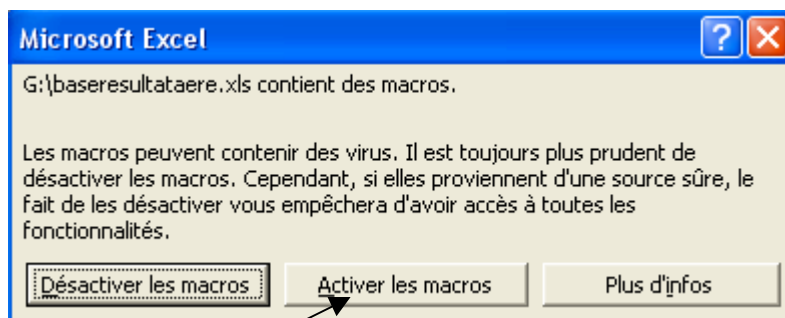 Microsoft Excel
G:\baseresultataere.xls contient des macros.
Les macros peuvent contenir des virus. Il est toujours plus prudent de
désactiver les macros. Cependant, si elles proviennent d'une source sûre, le
fait de les désactiver vous empêchera d'avoir accès à toutes les
fonctionnalités.
Désactiver les macros Activer les macros Plus d'infos